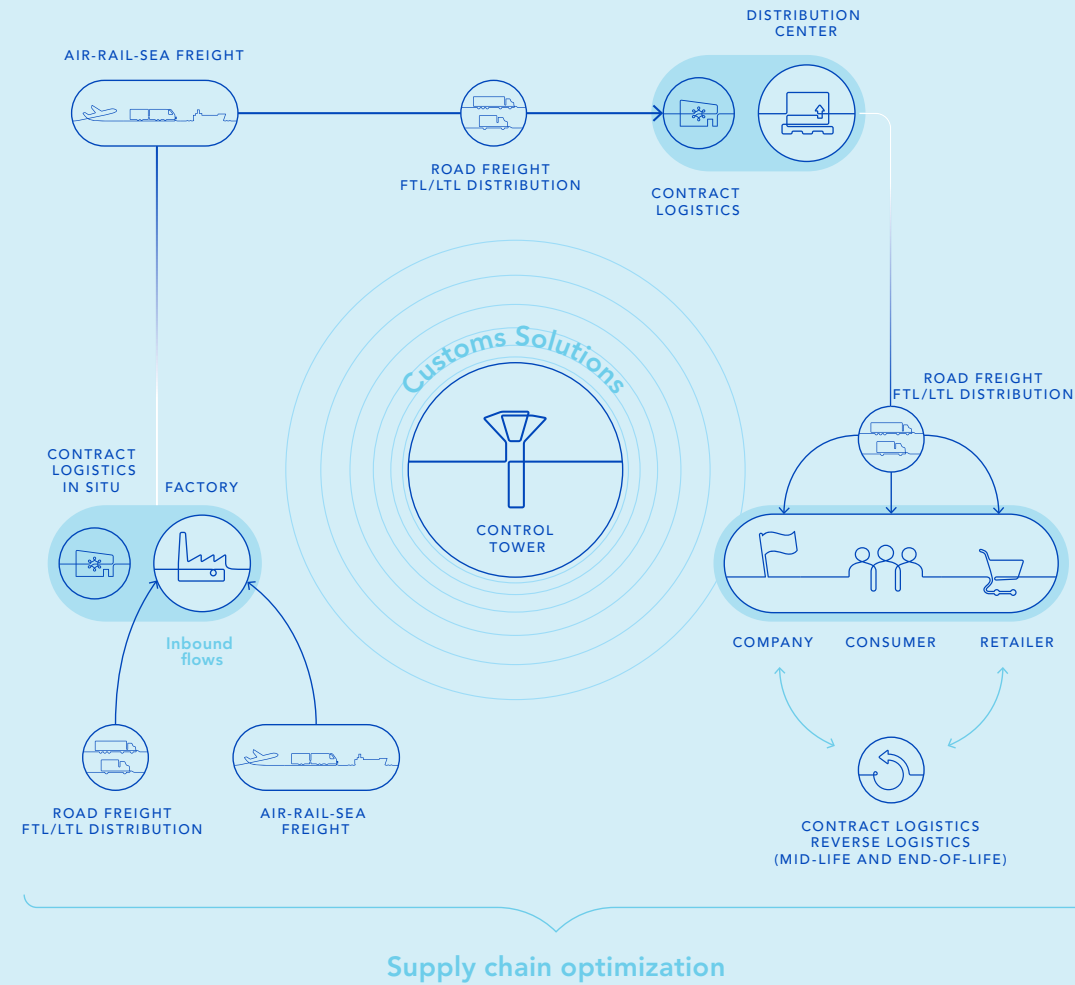 DISTRIBUTION
CENTER
AIR-RAIL-SEA FREIGHT
ROAD FREIGHT
FTL/LTL DISTRIBUTION
CONTRACT
LOGISTICS
Customs Solutions
ROAD FREIGHT
FTL/LTL DISTRIBUTION
CONTRACT
LOGISTICS
IN SITU
FACTORY
CONTROL
TOWER
Inbound
flows
COMPANY
CONSUMER
RETAILER
ROAD FREIGHT
FTL/LTL DISTRIBUTION
AIR-RAIL-SEA
FREIGHT
CONTRACT LOGISTICS
REVERSE LOGISTICS
(MID-LIFE AND END-OF-LIFE)
Supply chain optimization